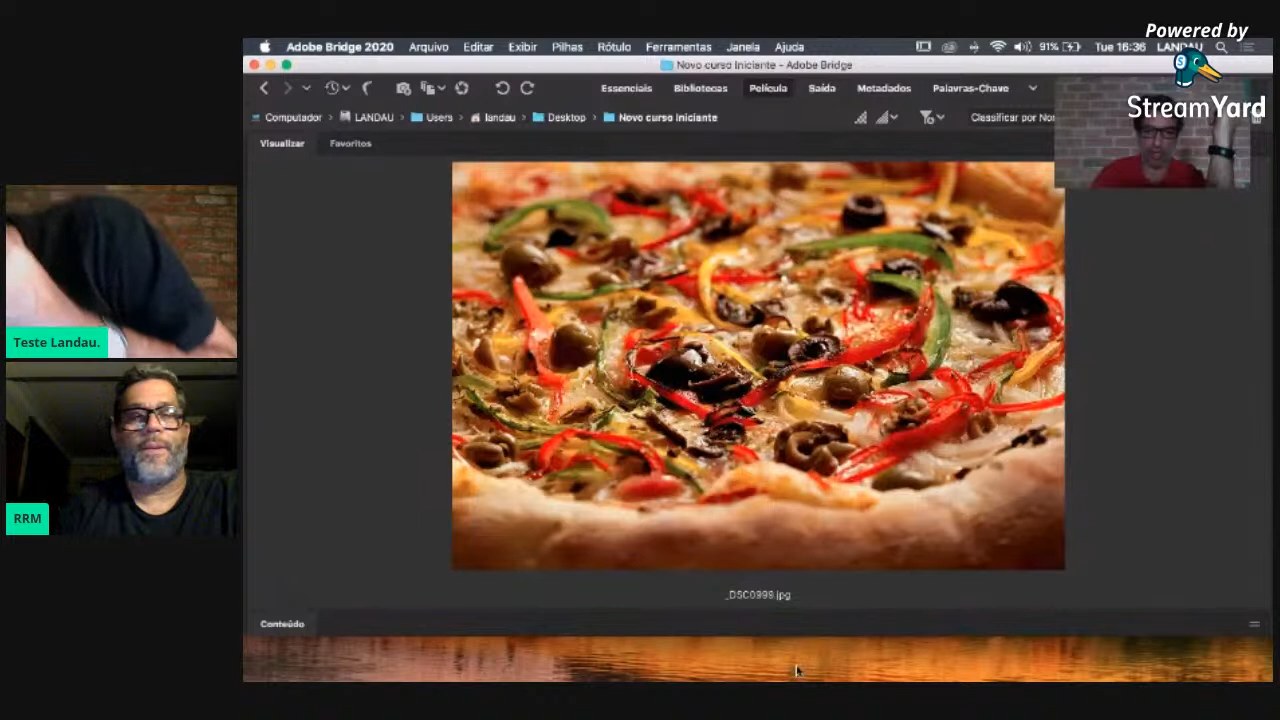 Powered by
StreamYard
Adobe Bridge 2020 Arquivo Editar Exibir Pilhas Rótulo Ferramentas Janela Ajuda 91% Tue 16:36 LANDAU
Novo curso Iniciante - Adobe Bridge
Essenciais Bibliotecas Película Saída Metadados Palavras-Chave
Computador > LANDAU > Users > landau > Desktop > Novo curso Iniciante Classificar por
Visualizar Favoritos
Teste Landau.
RRM
_DSC0999.jpg
Conteúdo